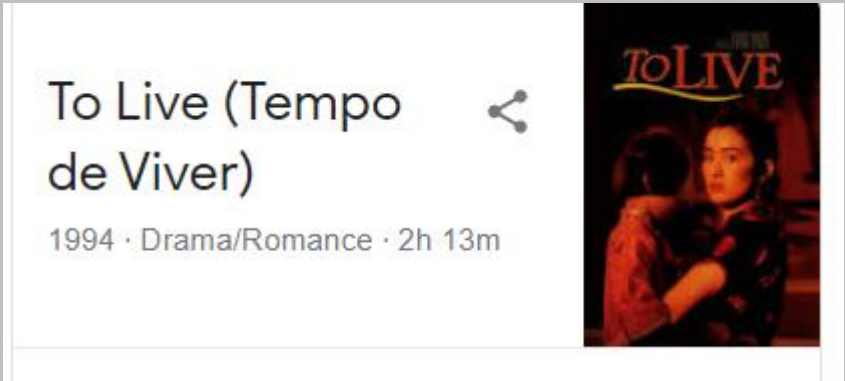 To Live (Tempo
de Viver)
1994 · Drama/Romance · 2h 13m
TO LIVE